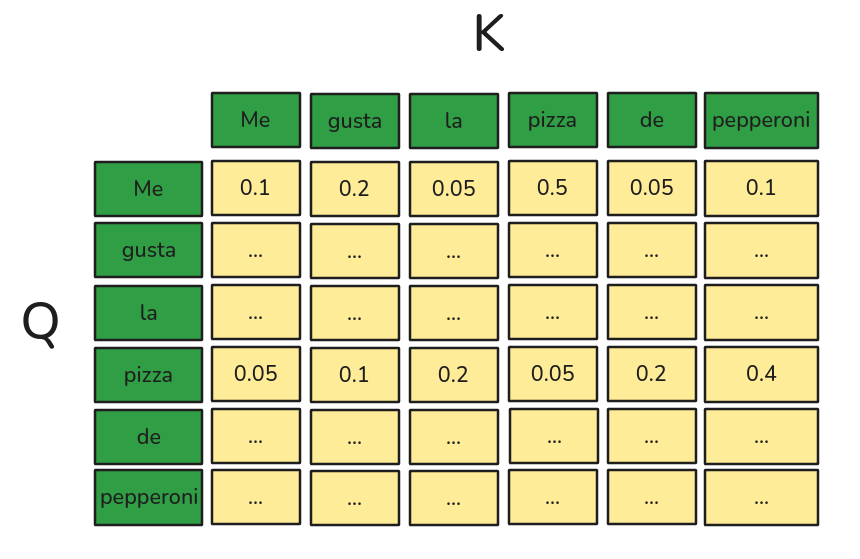 K
Me gusta la pizza de pepperoni
Me 0.1 0.2 0.05 0.5 0.05 0.1
gusta ... ... ... ... ... ...
la ... ... ... ... ... ...
Q
pizza 0.05 0.1 0.2 0.05 0.2 0.4
de ... ... ... ... ... ...
pepperoni ... ... ... ... ... ...